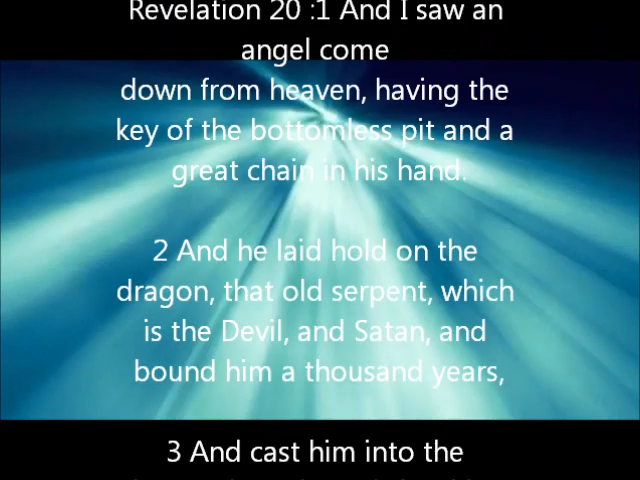 Revelation 20 :1 And I saw an
angel come
down from heaven, having the
key of the bottomless pit and a
great chain in his hand.
2 And he laid hold on the
dragon, that old serpent, which
is the Devil, and Satan, and
bound him a thousand years,
3 And cast him into the